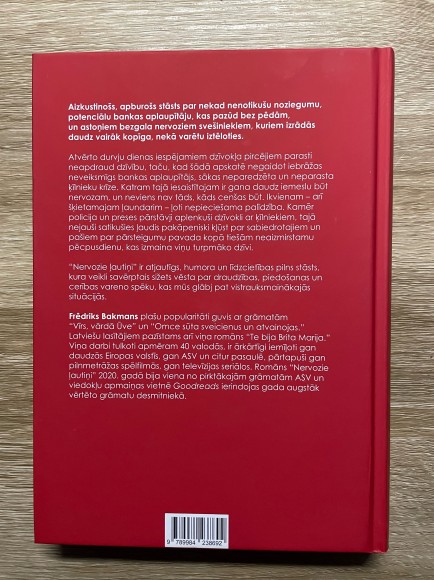 Aizkustinošs, apburošs stāsts par nekad nenotikušu noziegumu,
potenciālu bankas aplaupītāju, kas pazūd bez pēdām,
un astoņiem bezgala nervoziem svešiniekiem, kuriem izrādās
daudz vairāk kopīga, nekā varētu iztēloties.
Atvērto durvju dienas iespējamiem dzīvokļa pircējiem parasti
neapdraud dzīvību, taču, kad šādā apskatē negaidot iebrāžas
neveiksmīgs bankas aplaupītājs, sākas neparedzēta un neparasta
ķīlnieku krīze. Katram tajā iesaistītajam ir gana daudz iemeslu būt
nervozam, un neviens nav tāds, kāds cenšas būt. Ikvienam – arī
šķietamajam ļaundarim – ļoti nepieciešama palīdzība. Kamēr
policija un preses pārstāvji aplenkuši dzīvokli ar ķīlniekiem, tajā
nejauši satikušies ļaudis pakāpeniski kļūst par sabiedrotajiem un
pašiem par pārsteigumu pavada kopā tiešām neaizmirstamu
pēcpusdienu, kas izmaina viņu turpmāko dzīvi.
"Nervozie ļautiņi" ir atjautīgs, humora un līdzcietības pilns stāsts,
kura veikli savērptais sižets vēsta par draudzības, piedošanas un
cerības vareno spēku, kas mūs glābj pat vistrauksmainākajās
situācijās.
Frēdriks Bakmans plašu popularitāti guvis ar grāmatām
"Vīrs, vārdā Ūve" un "Omce sūta sveicienus un atvainojas."
Latviešu lasītājiem pazīstams arī viņa romāns "Te bija Brita Marija."
Viņa darbi tulkoti apmēram 40 valodās, ir ārkārtīgi iemīļoti gan
daudzās Eiropas valstīs, gan ASV un citur pasaulē, pārtapuši gan
pilnmetrāžas spēlfilmās, gan televīzijas seriālos. Romāns "Nervozie
ļautiņi" 2020. gadā bija viena no pirktākajām grāmatām ASV un
viedokļu apmaiņas vietnē Goodreads ierindojas gada augstāk
vērtēto grāmatu desmitniekā.
9 789984 238692